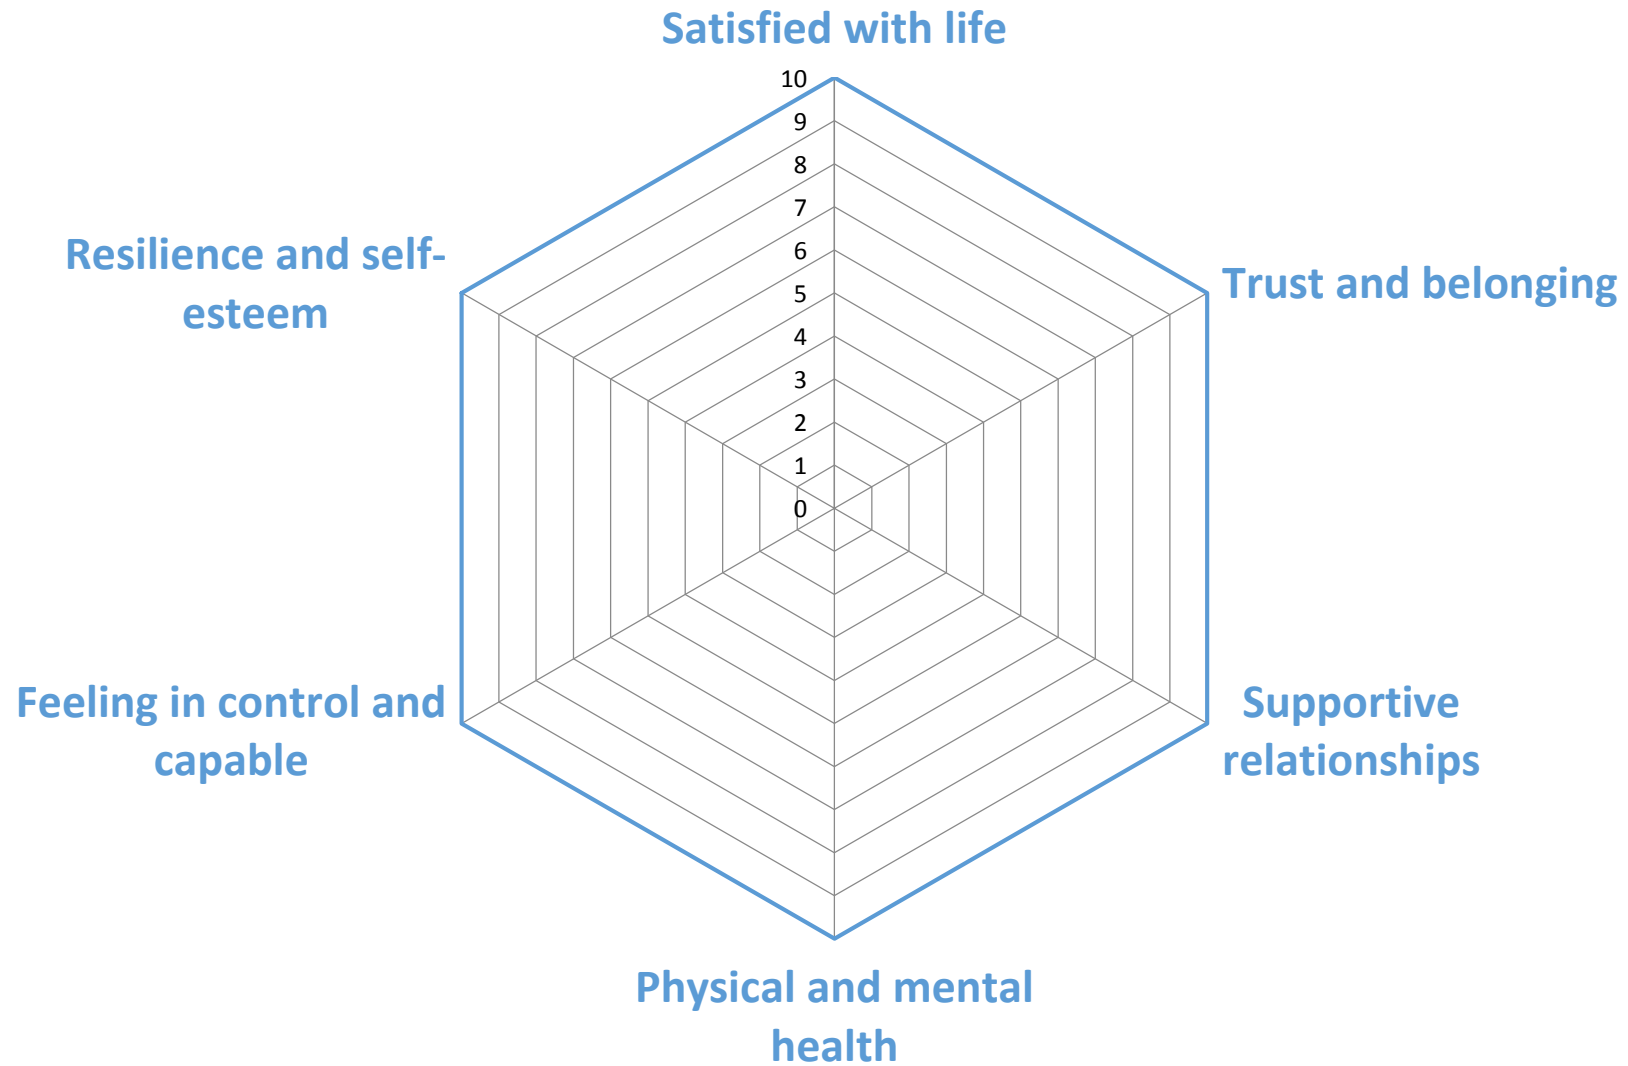 Satisfied with life
10
9
8
7
6
5
4
3
2
1
0
Trust and belonging
Supportive
relationships
Physical and mental
health
Feeling in control and
capable
Resilience and self-
esteem